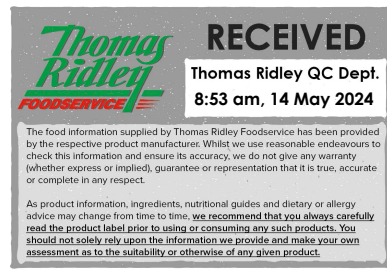 Thomas
Ridley
FOODSERVICE
RECEIVED
Thomas Ridley QC Dept.
8:53 am, 14 May 2024
The food information supplied by Thomas Ridley Foodservice has been provided
by the respective product manufacturer. Whilst we use reasonable endeavours to
check this information and ensure its accuracy, we do not give any warranty
(whether express or implied), guarantee or representation that it is true, accurate
or complete in any respect.
As product information, ingredients, nutritional guides and dietary or allergy
advice may change from time to time, we recommend that you always carefully
read the product label prior to using or consuming any such products. You
should not solely rely upon the information we provide and make your own
assessment as to the suitability or otherwise of any given product.